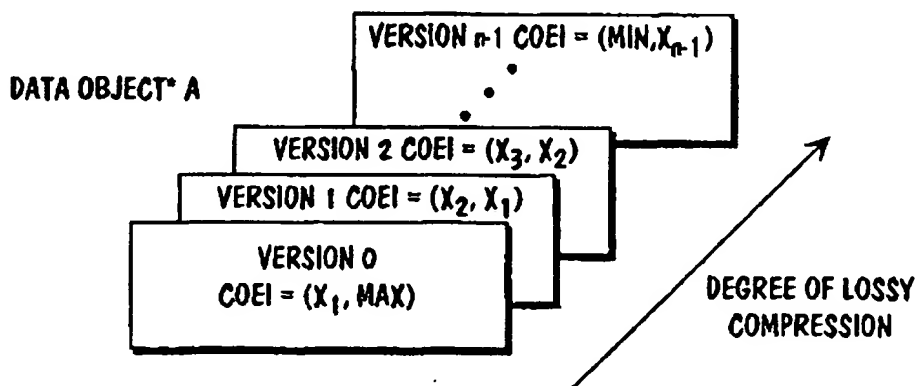 VERSION n-1 COEI = (MIN,X_{n-1})
DATA OBJECT* A
VERSION 2 COEI = (X₃, X₂)
VERSION 1 COEI = (X₂, X₁)
VERSION 0
COEI = (X₁, MAX)
DEGREE OF LOSSY
COMPRESSION